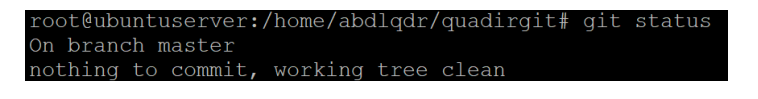 root@ubuntuserver:/home/abdlqdr/quadirgit# git status
On branch master
nothing to commit, working tree clean